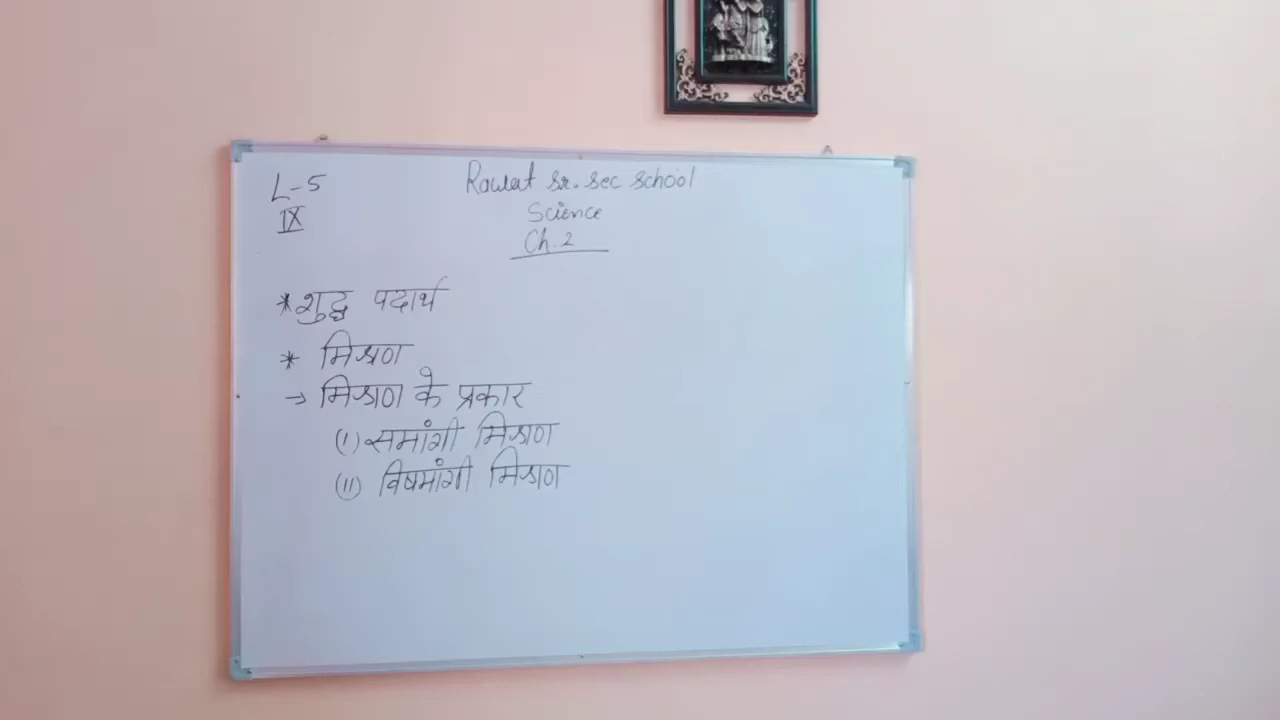 L-5
IX
Rawat Sr. Sec School
Science
Ch. 2
* शुद्ध पदार्थ
* मिश्रण
→ मिश्रण के प्रकार
(I) समांगी मिश्रण
(II) विषमांगी मिश्रण